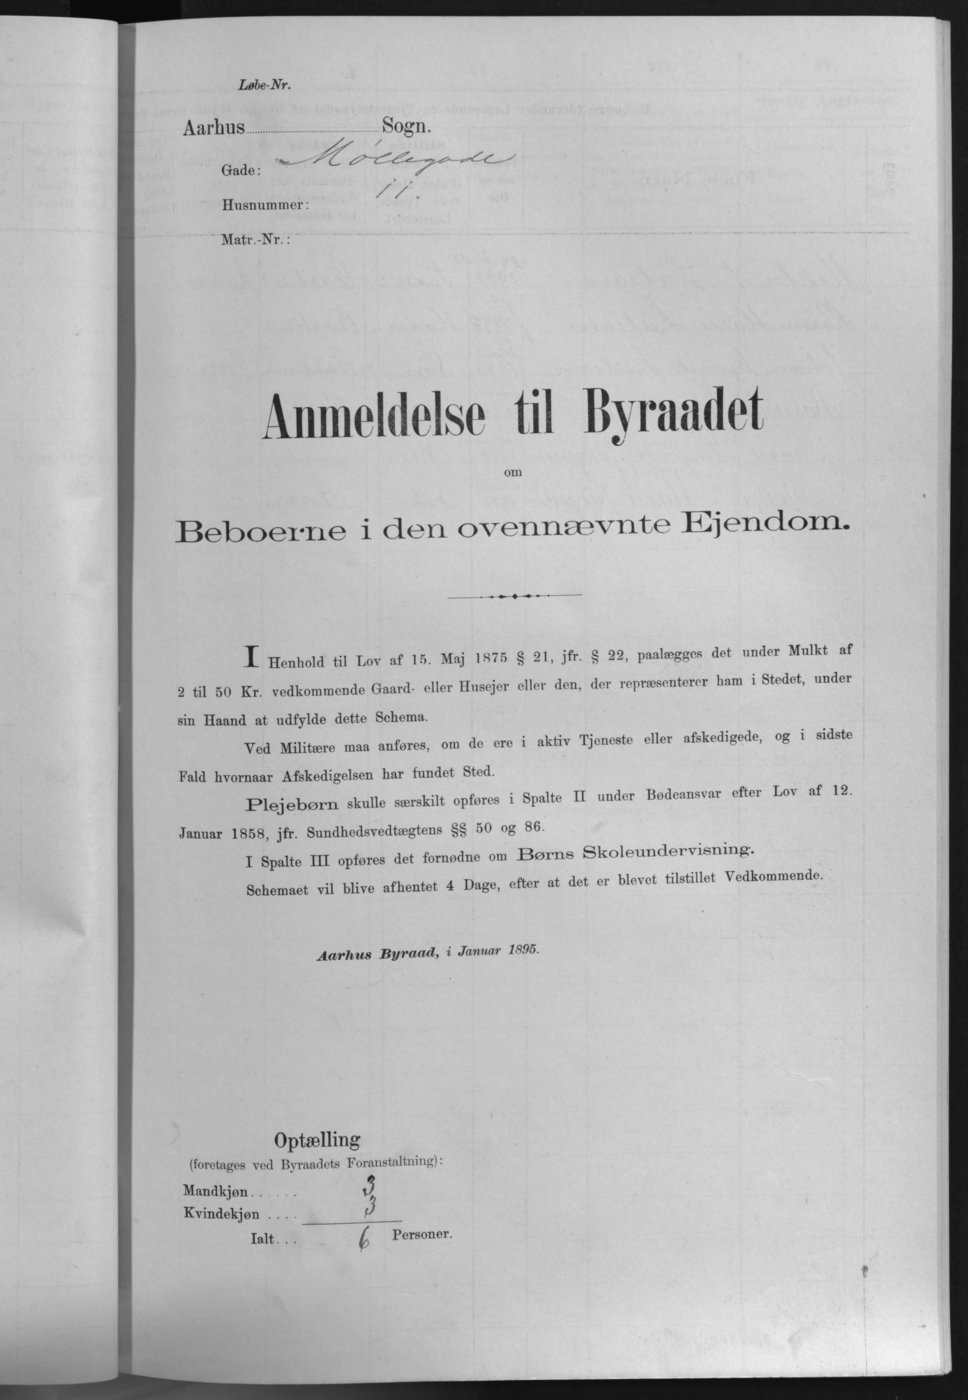 Løbe-Nr.
Aarhus Sogn.
Gade: Møllegade
Husnummer: 11.
Matr.-Nr.:
Anmeldelse til Byraadet
om
Beboerne i den ovennævnte Ejendom.
I Henhold til Lov af 15. Maj 1875 § 21, jfr. § 22, paalægges det under Mulkt af
2 til 50 Kr. vedkommende Gaard- eller Husejer eller den, der repræsenterer ham i Stedet, under
sin Haand at udfylde dette Schema.
Ved Militære maa anføres, om de ere i aktiv Tjeneste eller afskedigede, og i sidste
Fald hvornaar Afskedigelsen har fundet Sted.
Plejebørn skulle særskilt opføres i Spalte II under Bødeansvar efter Lov af 12.
Januar 1858, jfr. Sundhedsvedtægtens §§ 50 og 86.
I Spalte III opføres det fornødne om Børns Skoleundervisning.
Schemaet vil blive afhentet 4 Dage, efter at det er blevet tilstillet Vedkommende.
Aarhus Byraad, i Januar 1895.
Optælling
(foretages ved Byraadets Foranstaltning):
Mandkjøn...... 3
Kvindekjøn .... 3
Ialt... 6 Personer.